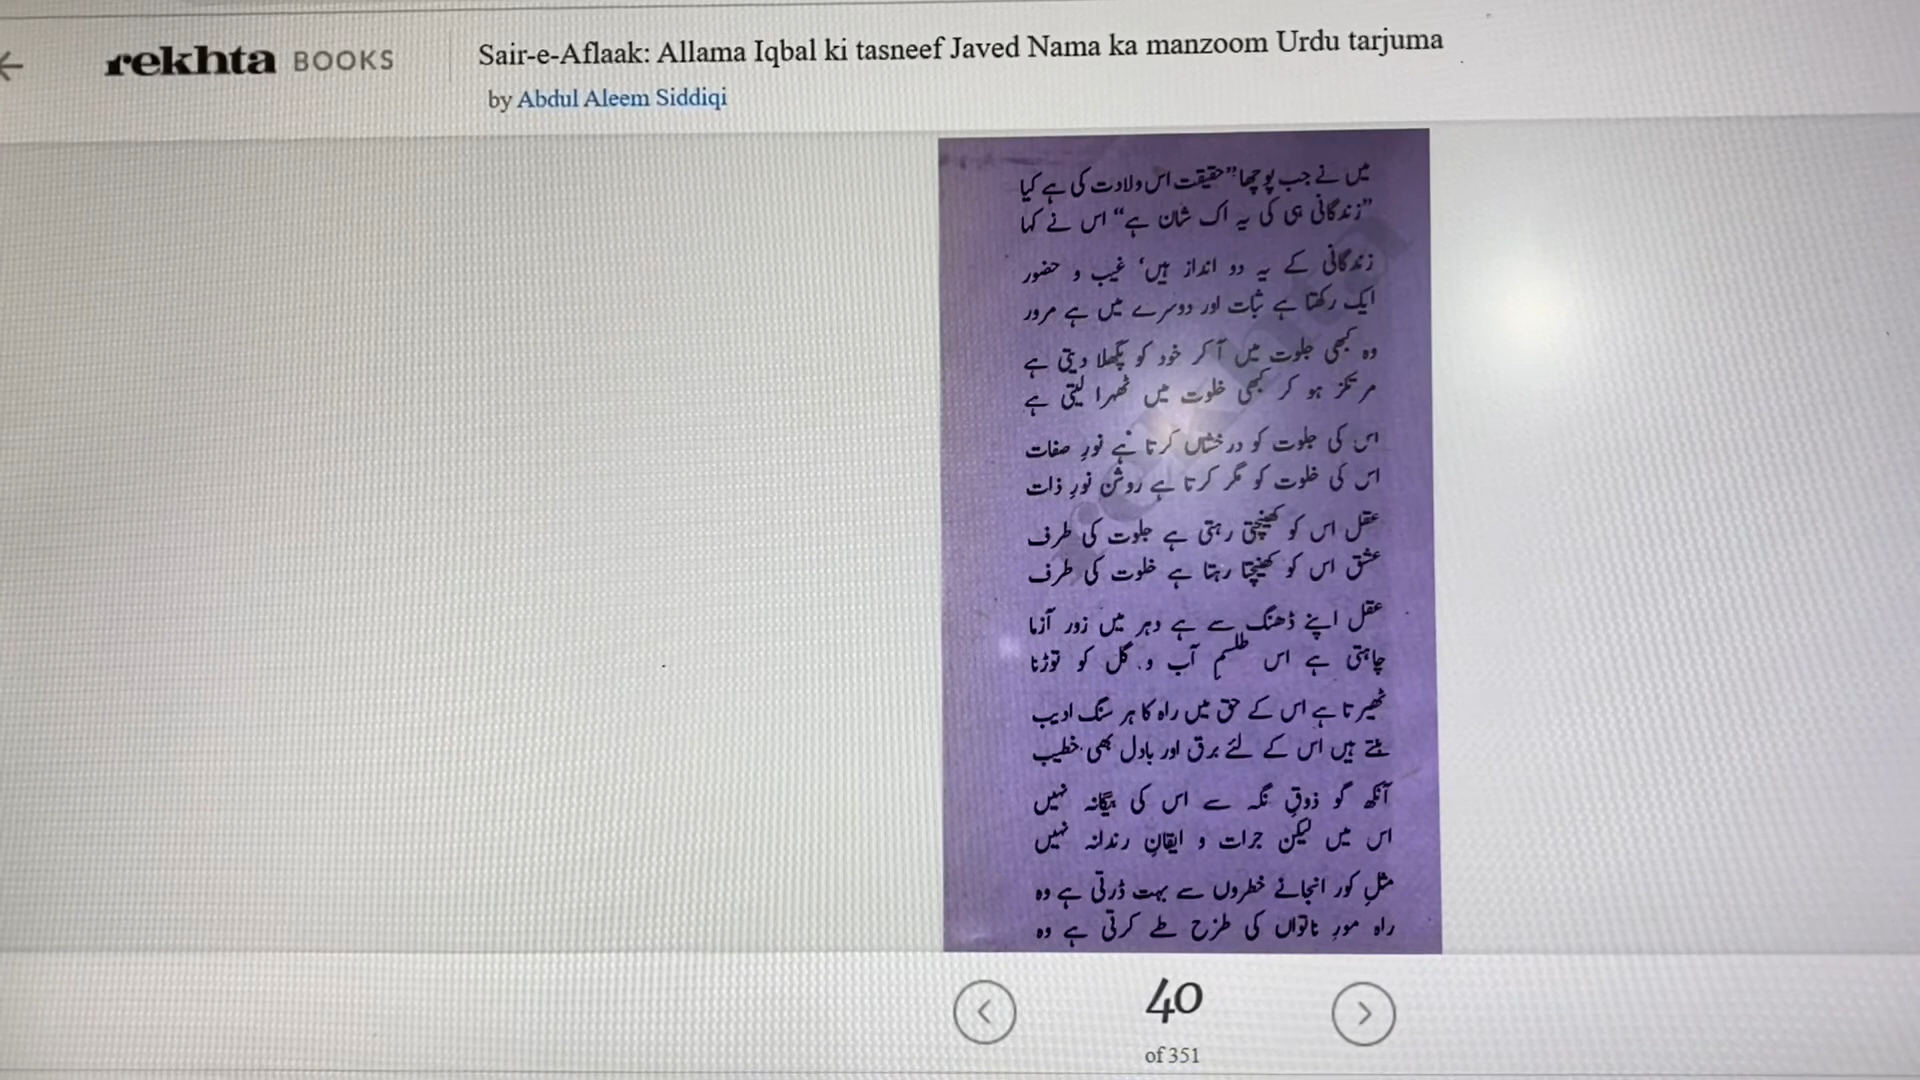 rekhta BOOKS
Sair-e-Aflaak: Allama Iqbal ki tasneef Javed Nama ka manzoom Urdu tarjuma
by Abdul Aleem Siddiqi
میں نے جب پوچھا ”حقیقت اس ولادت کی ہے کیا
”زندگانی ہی کی یہ اک شان ہے“ اس نے کہا
زندگانی کے یہ دو انداز ہیں‘ غیب و حضور
ایک رکھتا ہے ثبات اور دوسرے میں ہے مرور
وہ کبھی جلوت میں آ کر خود کو پگھلا دیتی ہے
مرتکز ہو کر کبھی خلوت میں ٹھہرا لیتی ہے
اس کی جلوت کو درخشاں کرتا ہے نورِ صفات
اس کی خلوت کو مگر کرتا ہے روشن نورِ ذات
عقل اس کو کھینچتی رہتی ہے جلوت کی طرف
عشق اس کو کھینچتا رہتا ہے خلوت کی طرف
عقل اپنے ڈھنگ سے ہے دہر میں زور آزما
چاہتی ہے اس طلسمِ آب و گل کو توڑنا
ٹھیرتا ہے اس کے حق میں راہ کا ہر سنگ ادیب
بنتے ہیں اس کے لئے برق اور بادل بھی خطیب
آنکھ گو ذوقِ نگہ سے اس کی بیگانہ نہیں
اس میں لیکن جرات و ایقانِ رندانہ نہیں
مثلِ کور انجانے خطروں سے بہت ڈرتی ہے وہ
راہ مورِ ناتواں کی طرح طے کرتی ہے وہ
rekhta
40
of 351